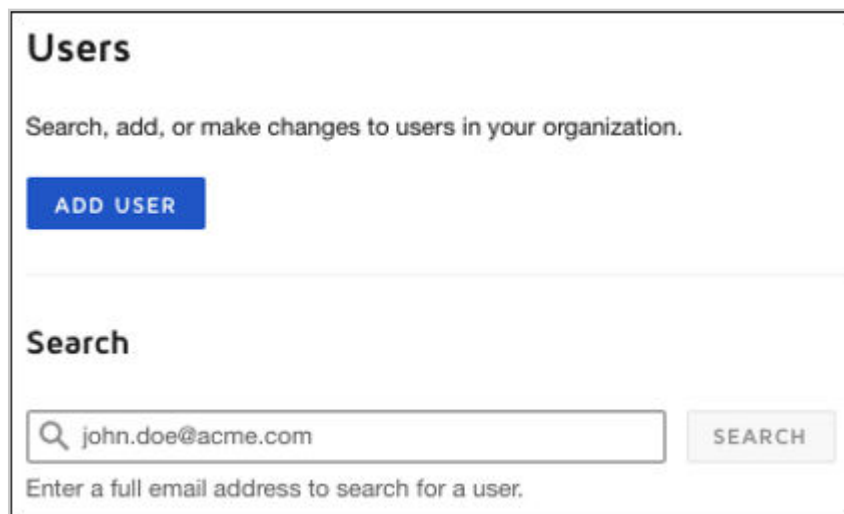 Users
Search, add, or make changes to users in your organization.
ADD USER
Search
john.doe@acme.com
SEARCH
Enter a full email address to search for a user.